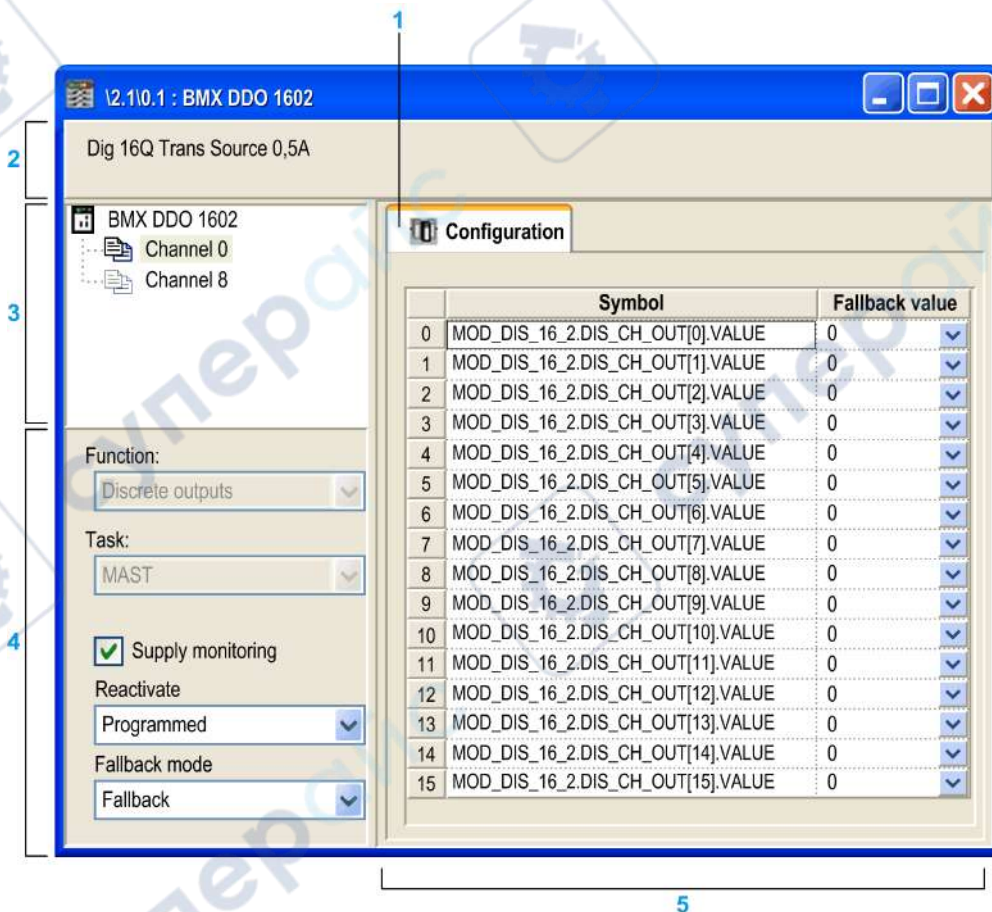 1
\2.1\0.1 : BMX DDO 1602
2
Dig 16Q Trans Source 0,5A
3
BMX DDO 1602
Channel 0
Channel 8
4
Function:
Discrete outputs
Task:
MAST
Supply monitoring
Reactivate
Programmed
Fallback mode
Fallback
Configuration
Symbol Fallback value
0 MOD_DIS_16_2.DIS_CH_OUT[0].VALUE 0
1 MOD_DIS_16_2.DIS_CH_OUT[1].VALUE 0
2 MOD_DIS_16_2.DIS_CH_OUT[2].VALUE 0
3 MOD_DIS_16_2.DIS_CH_OUT[3].VALUE 0
4 MOD_DIS_16_2.DIS_CH_OUT[4].VALUE 0
5 MOD_DIS_16_2.DIS_CH_OUT[5].VALUE 0
6 MOD_DIS_16_2.DIS_CH_OUT[6].VALUE 0
7 MOD_DIS_16_2.DIS_CH_OUT[7].VALUE 0
8 MOD_DIS_16_2.DIS_CH_OUT[8].VALUE 0
9 MOD_DIS_16_2.DIS_CH_OUT[9].VALUE 0
10 MOD_DIS_16_2.DIS_CH_OUT[10].VALUE 0
11 MOD_DIS_16_2.DIS_CH_OUT[11].VALUE 0
12 MOD_DIS_16_2.DIS_CH_OUT[12].VALUE 0
13 MOD_DIS_16_2.DIS_CH_OUT[13].VALUE 0
14 MOD_DIS_16_2.DIS_CH_OUT[14].VALUE 0
15 MOD_DIS_16_2.DIS_CH_OUT[15].VALUE 0
5
суперайс